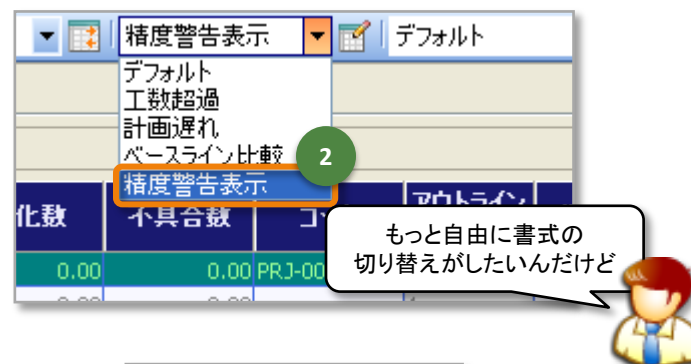 精度警告表示 デフォルト
デフォルト
工数超過
計画遅れ
ベースライン比較
2
精度警告表示
化数 不具合数 アウトライン
もっと自由に書式の
切り替えがしたいんだけど
0.00 0.00 PRJ-00